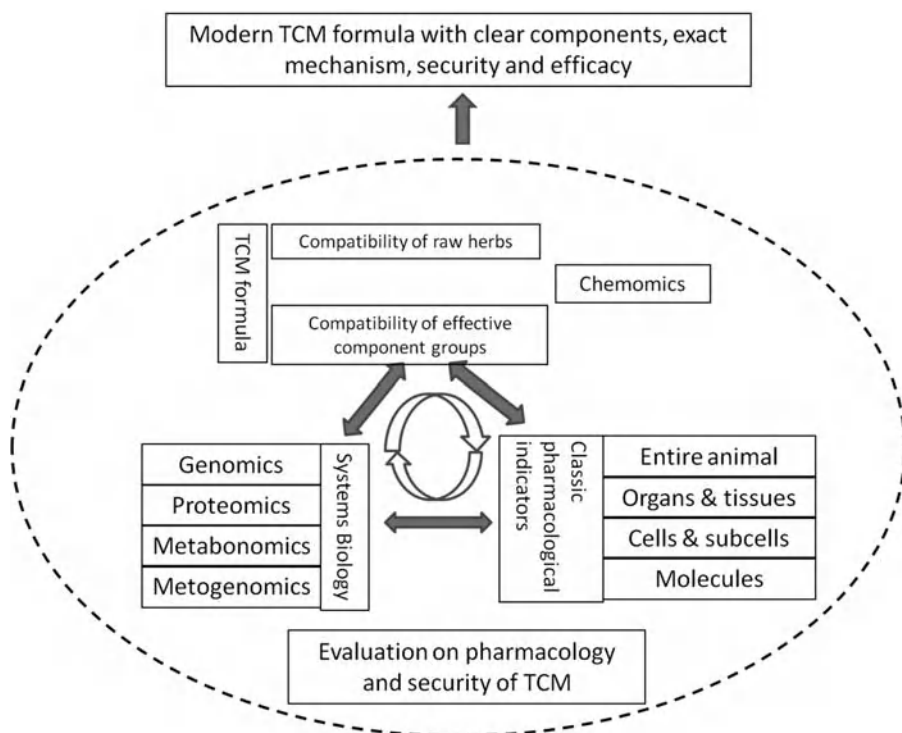 Modern TCM formula with clear components, exact
mechanism, security and efficacy
TCM formula
Compatibility of raw herbs
Chemomics
Compatibility of effective
component groups
Genomics
Proteomics
Metabonomics
Metogenomics
Systems Biology
Classic
pharmacological
indicators
Entire animal
Organs & tissues
Cells & subcells
Molecules
Evaluation on pharmacology
and security of TCM